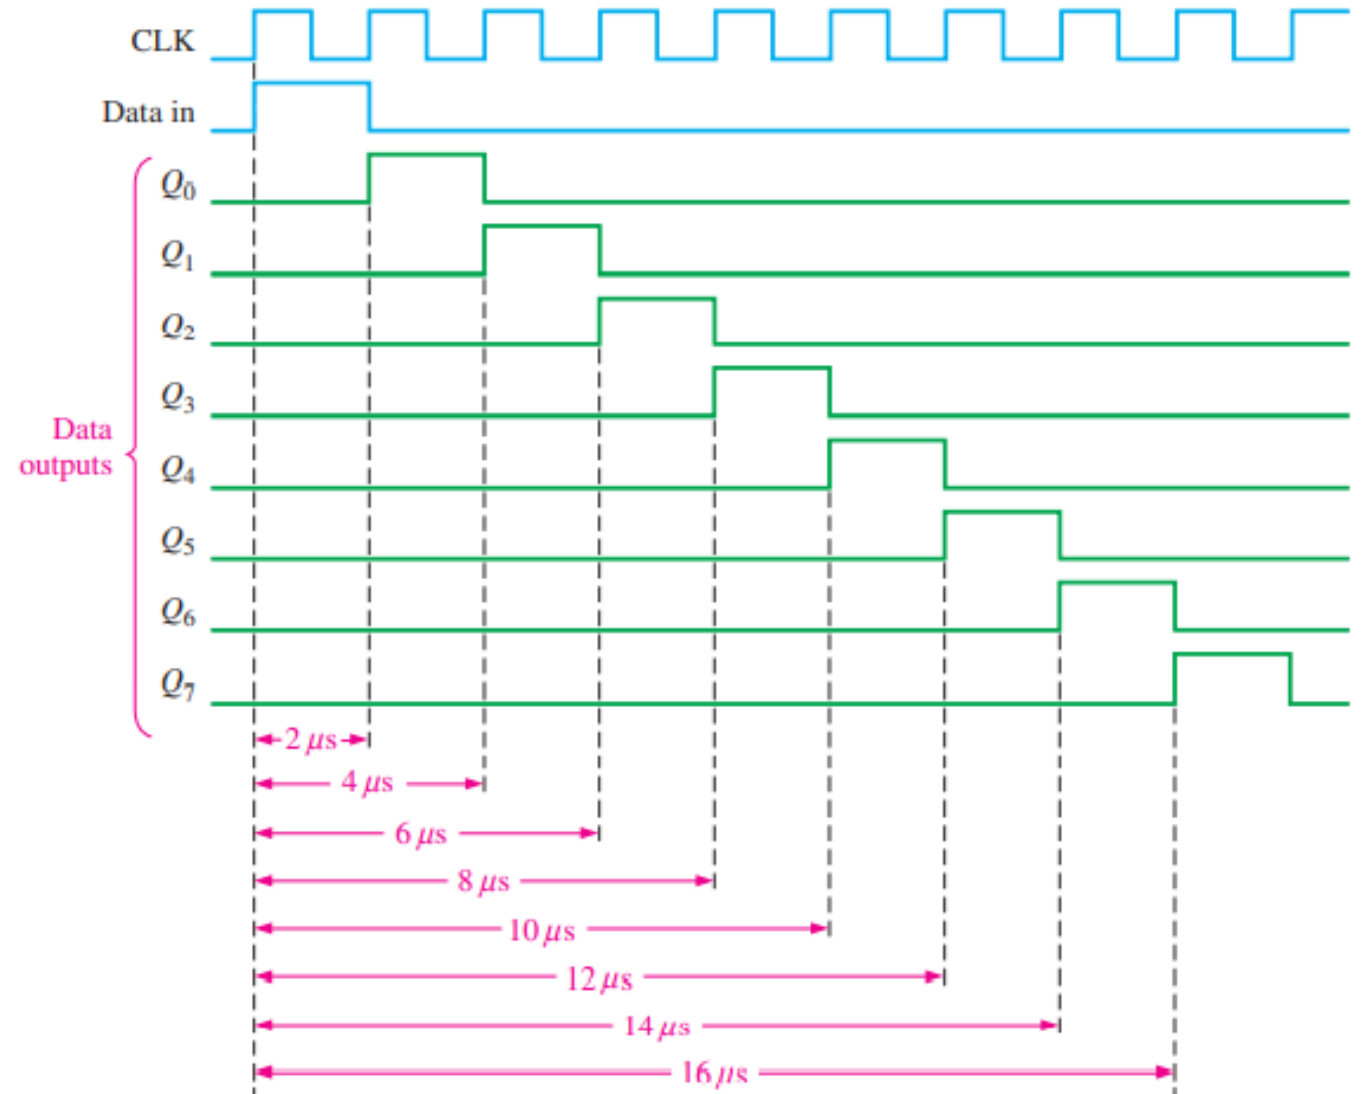 CLK
Data in
Q₀
Q₁
Q₂
Q₃
Data
outputs
Q₄
Q₅
Q₆
Q₇
2 μs
4 μs
6 μs
8 μs
10 μs
12 μs
14 μs
16 μs